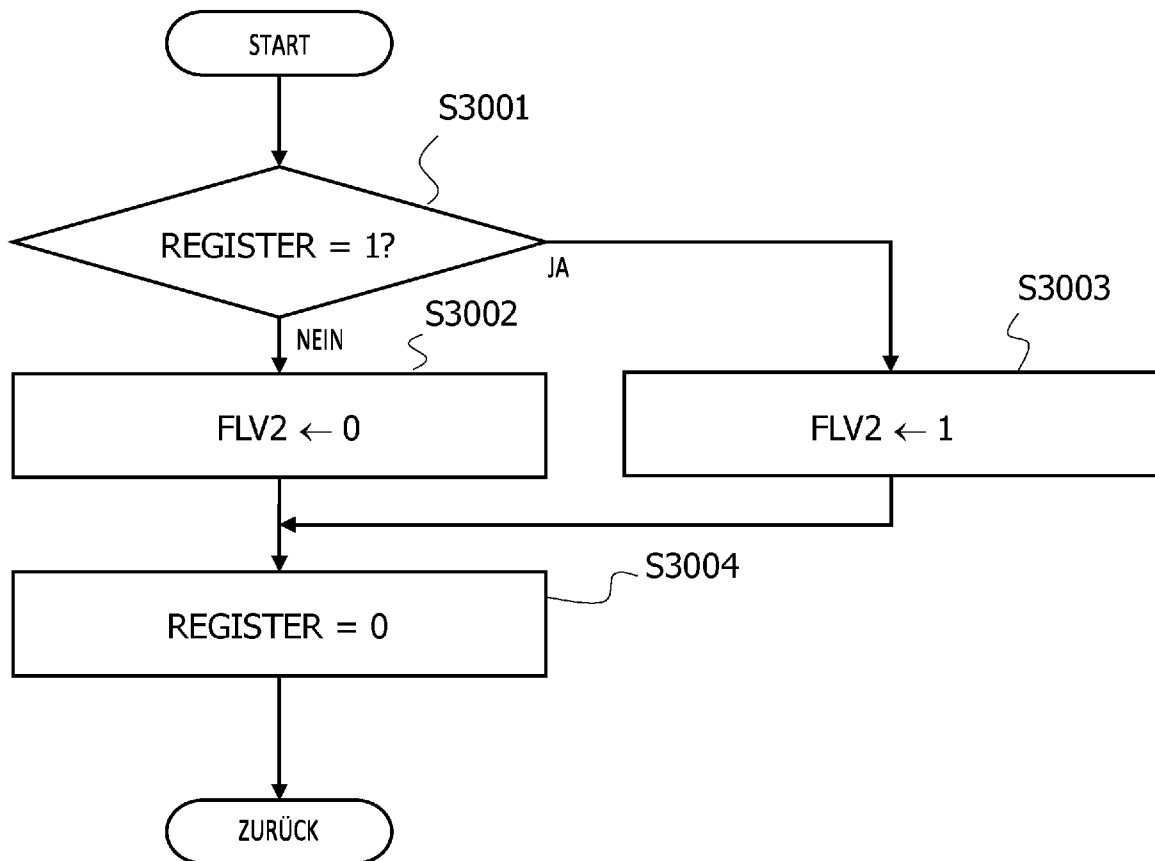 START
S3001
REGISTER = 1?
JA
NEIN
S3002
S3003
FLV2 ← 0
FLV2 ← 1
S3004
REGISTER = 0
ZURÜCK